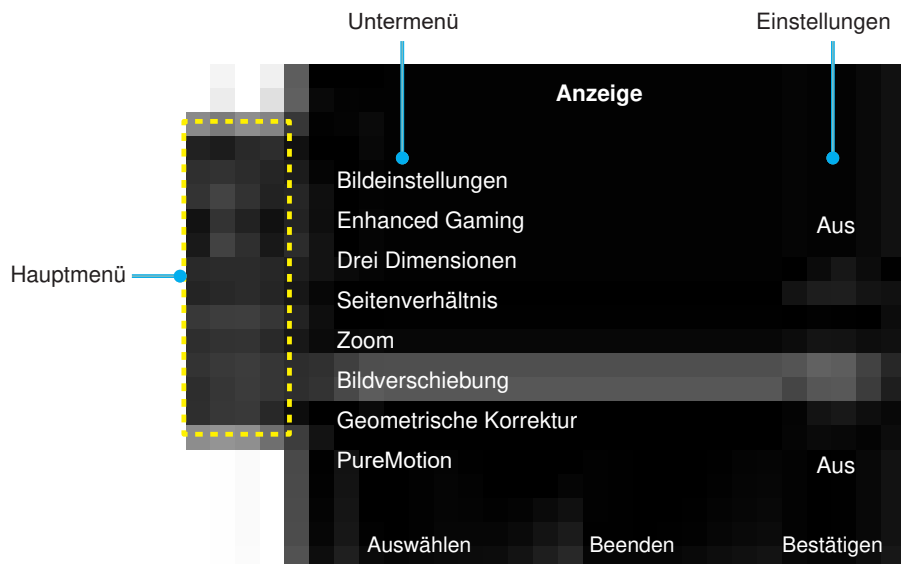 Untermenü Einstellungen
Anzeige
Bildeinstellungen
Enhanced Gaming Aus
Drei Dimensionen
Hauptmenü
Seitenverhältnis
Zoom
Bildverschiebung
Geometrische Korrektur
PureMotion Aus
Auswählen Beenden Bestätigen